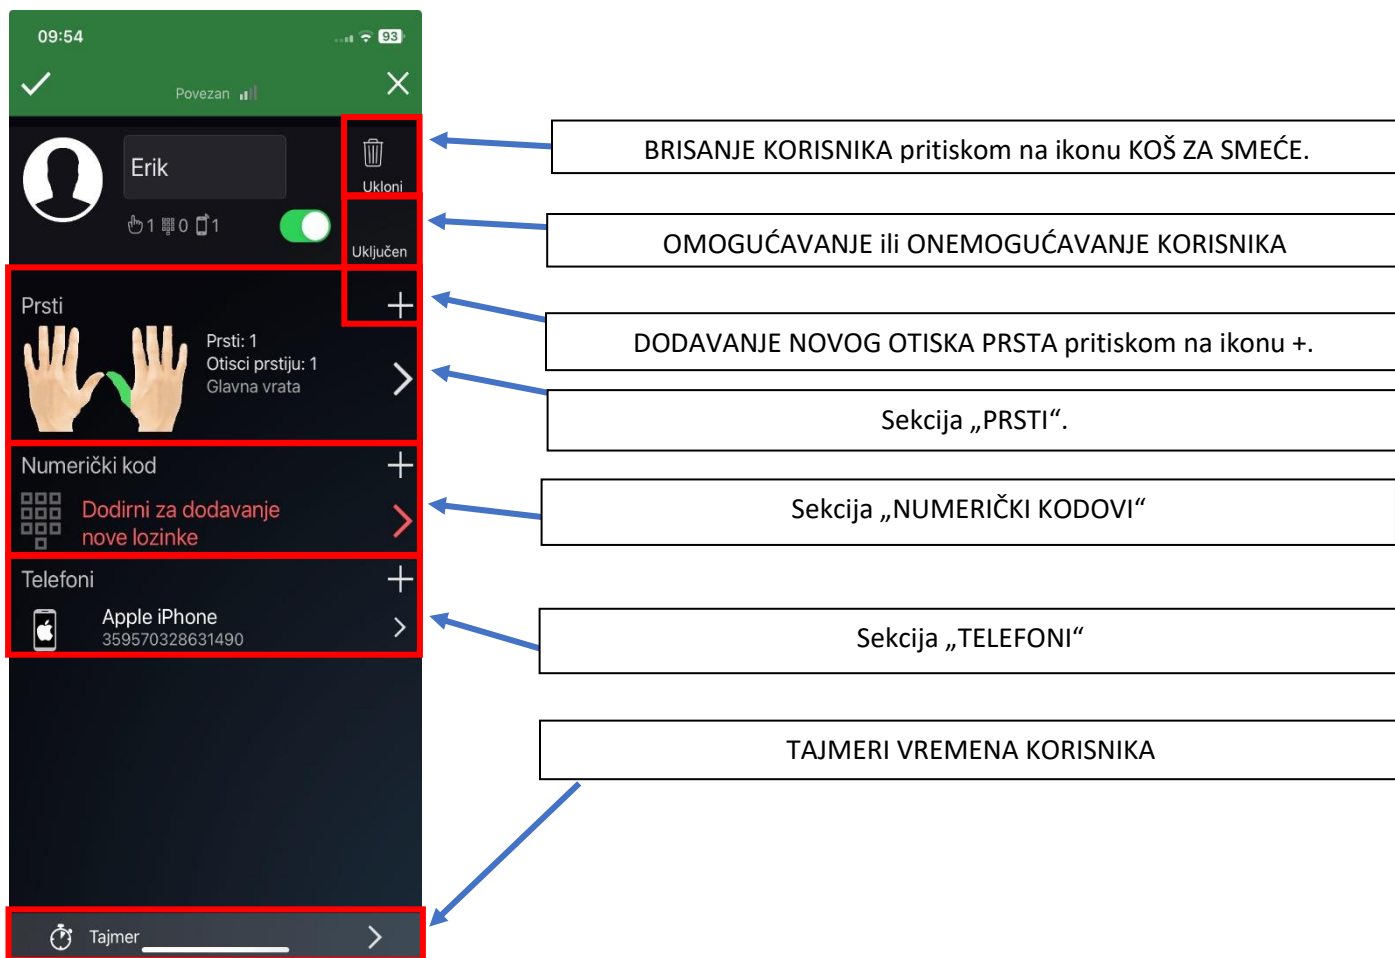 09:54
93
Povezan
Erik
Ukloni
1 0 1
Uključen
Prsti
Prsti: 1
Otisci prstiju: 1
Glavna vrata
Numerički kod
Dodirni za dodavanje
nove lozinke
Telefoni
Apple iPhone
359570328631490
Tajmer
BRISANJE KORISNIKA pritiskom na ikonu KOŠ ZA SMEĆE.
OMOGUĆAVANJE ili ONEMOGUĆAVANJE KORISNIKA
DODAVANJE NOVOG OTISKA PRSTA pritiskom na ikonu +.
Sekcija „PRSTI“.
Sekcija „NUMERIČKI KODOVI“
Sekcija „TELEFONI“
TAJMERI VREMENA KORISNIKA